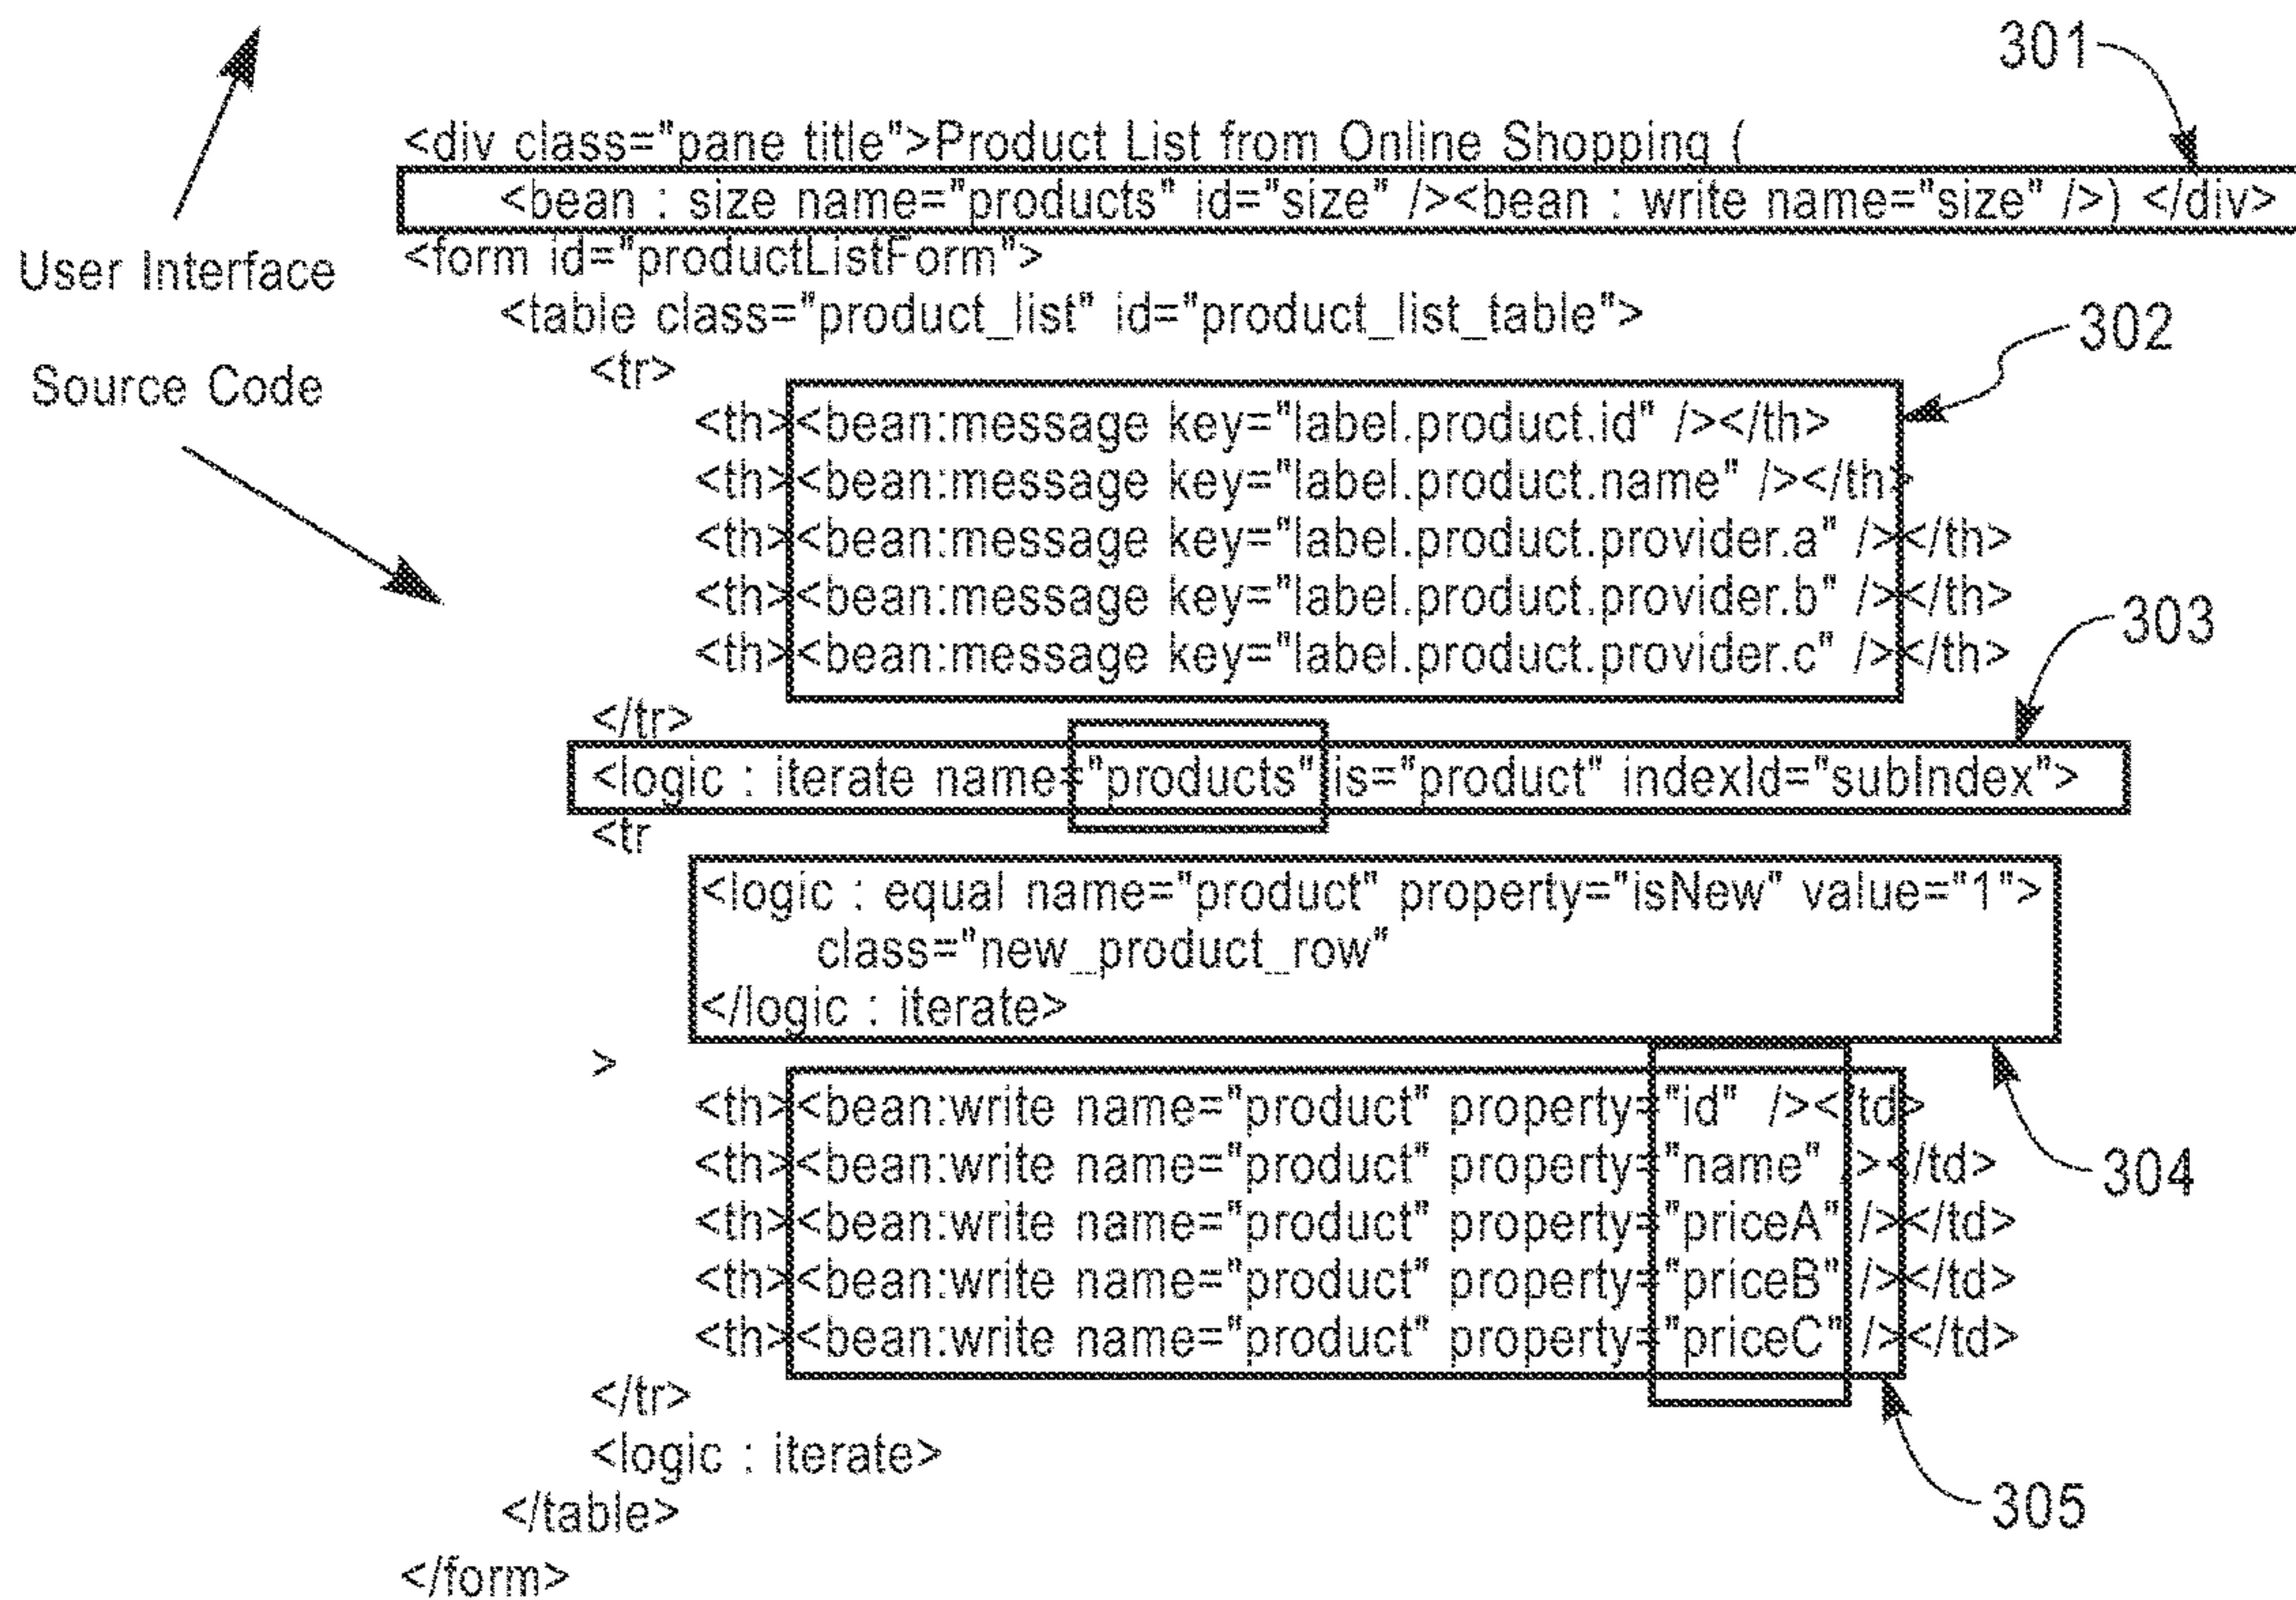 301
<div class="pane title">Product List from Online Shopping (
<bean : size name="products" id="size" /><bean : write name="size" />) </div>
User Interface
<form id="productListForm">
<table class="product_list" id="product_list_table">
302
Source Code
<tr>
<th><bean:message key="label.product.id" /></th>
<th><bean:message key="label.product.name" /></th>
<th><bean:message key="label.product.provider.a" /></th>
<th><bean:message key="label.product.provider.b" /></th>
<th><bean:message key="label.product.provider.c" /></th>
303
</tr>
<logic : iterate name="products" is="product" indexId="subIndex">
<tr
<logic : equal name="product" property="isNew" value="1">
class="new_product_row"
</logic : iterate>
>
<th><bean:write name="product" property="id" /></td>
<th><bean:write name="product" property="name" /></td>
304
<th><bean:write name="product" property="priceA" /></td>
<th><bean:write name="product" property="priceB" /></td>
<th><bean:write name="product" property="priceC" /></td>
</tr>
<logic : iterate>
305
</table>
</form>